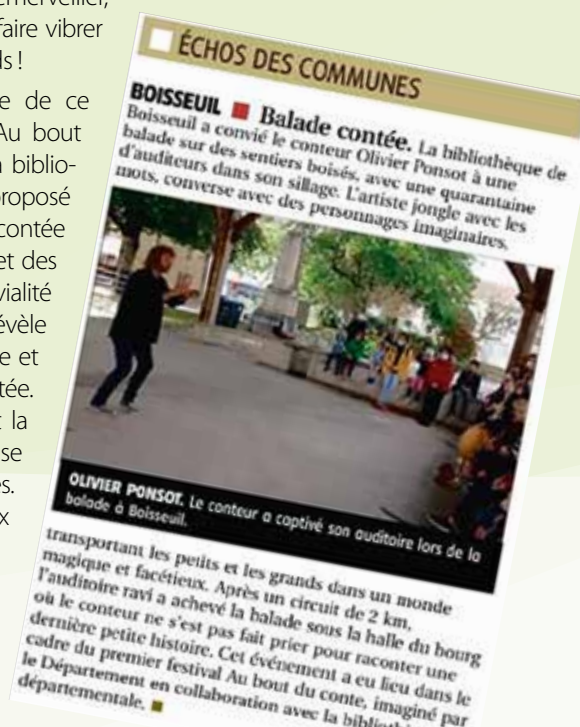 merveiller,
faire vibrer
ds !
e de ce
Au bout
biblio-
proposé
contée
et des
vialité
évèle
e et
tée.
la
se
es.
x
ÉCHOS DES COMMUNES
BOISSEUIL Balade contée. La bibliothèque de
Boisseuil a convié le conteur Olivier Ponsot à une
balade sur des sentiers boisés, avec une quarantaine
d'auditeurs dans son sillage. L'artiste jongle avec les
mots, converse avec des personnages imaginaires,
OLIVIER PONSOT. Le conteur a captivé son auditoire lors de la
balade à Boisseuil.
transportant les petits et les grands dans un monde
magique et facétieux. Après un circuit de 2 km,
l'auditoire ravi a achevé la balade sous la halle du bourg
où le conteur ne s'est pas fait prier pour raconter une
dernière petite histoire. Cet événement a eu lieu dans le
cadre du premier festival Au bout du conte, imaginé par
le Département en collaboration avec la
départementale.